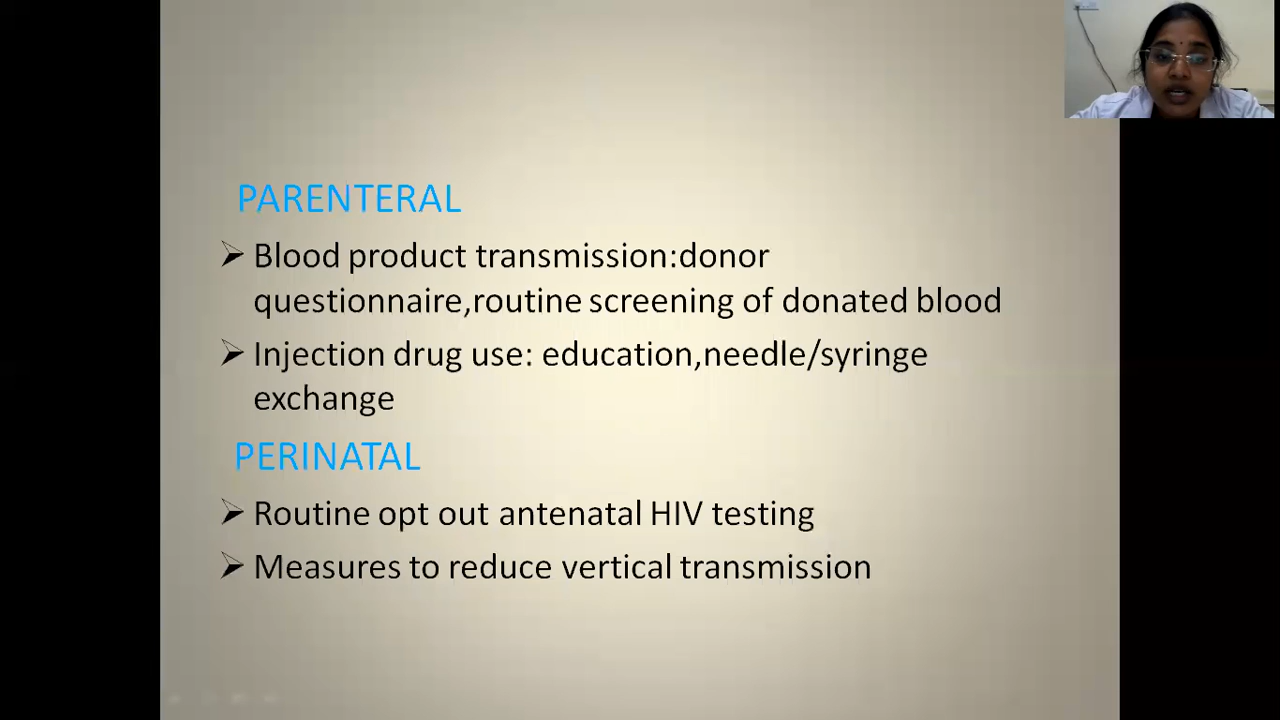 PARENTERAL
➢ Blood product transmission:donor
questionnaire,routine screening of donated blood
➢ Injection drug use: education,needle/syringe
exchange
PERINATAL
➢ Routine opt out antenatal HIV testing
➢ Measures to reduce vertical transmission